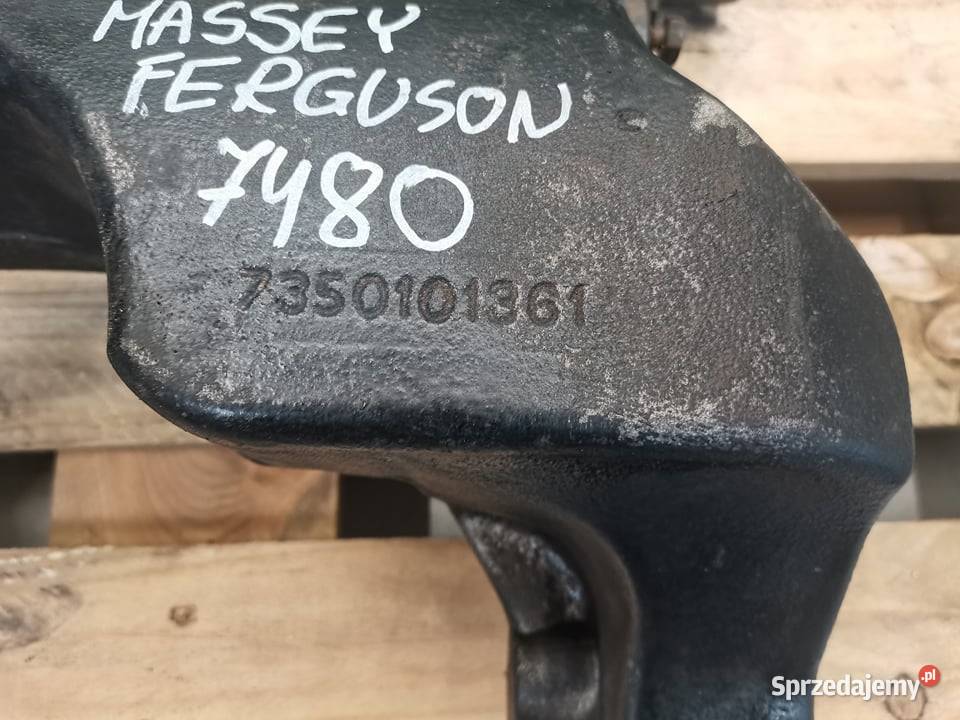 MASSEY
FERGUSON
7480
7350101361
Sprzedajemy.pl